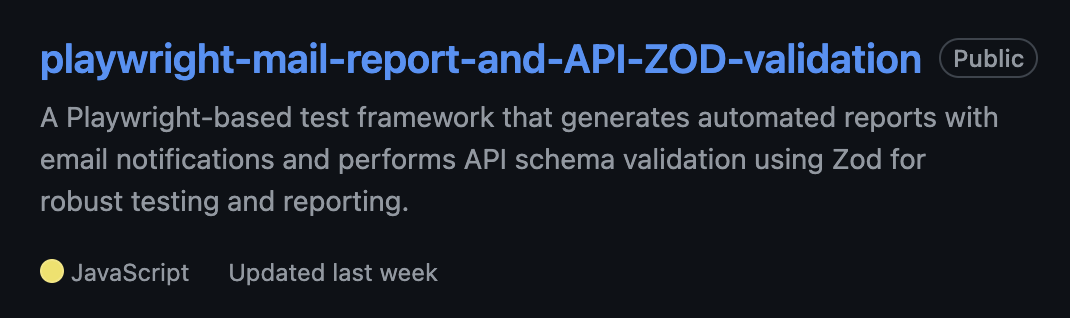 playwright-mail-report-and-API-ZOD-validation Public
A Playwright-based test framework that generates automated reports with
email notifications and performs API schema validation using Zod for
robust testing and reporting.
JavaScript Updated last week